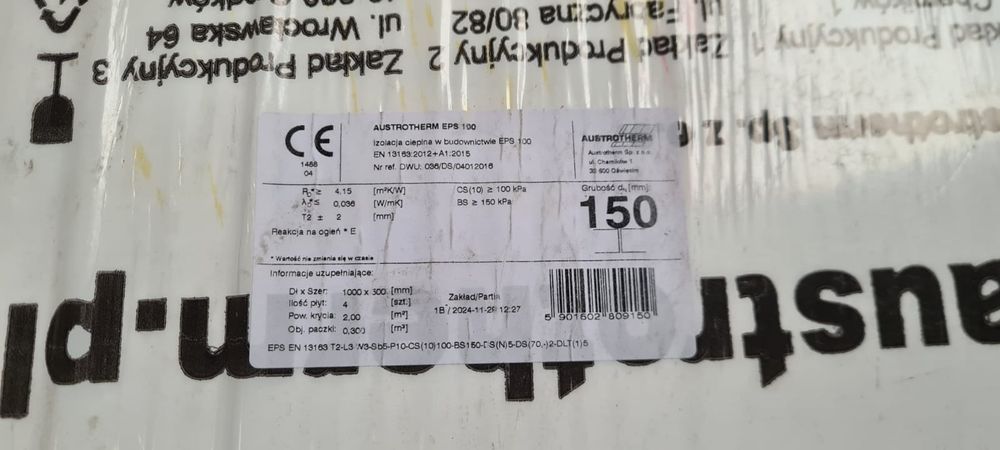 Zakład Produkcyjny 1
Zakład Produkcyjny 2
80/82
Zakład Produkcyjny 3
ul. Wrocławska 64
Sp. z o
CE
1488
04
AUSTROTHERM EPS 100
Izolacja cieplna w budownictwie EPS 100
EN 13163:2012+A1:2015
Nr ref. DWU: 036/DS/04012016
AUSTROTHERM
Austrotherm Sp. z o.o.
ul. Chemików 1
32-600 Oświęcim
R ≥ 4,15 [m²K/W]
λ ≤ 0,036 [W/mK]
T2 ± 2 [mm]
Reakcja na ogień * E
CS(10) ≥ 100 kPa
BS ≥ 150 kPa
Grubość dₙ [mm]:
150
* Wartość nie zmienia się w czasie
Informacje uzupełniające:
Dł x Szer: 1000 x 500 [mm]
Ilość płyt: 4 [szt.]
Pow. krycia: 2,00 [m²]
Obj. paczki: 0,300 [m³]
Zakład/Partia
1B / 2024-11-29 12:27
5 901602 809150
EPS EN 13163 T2-L3-W3-Sb5-P10-CS(10)100-BS150-DS(N)5-DS(70,-)2-DLT(1)5
austrotherm.pl